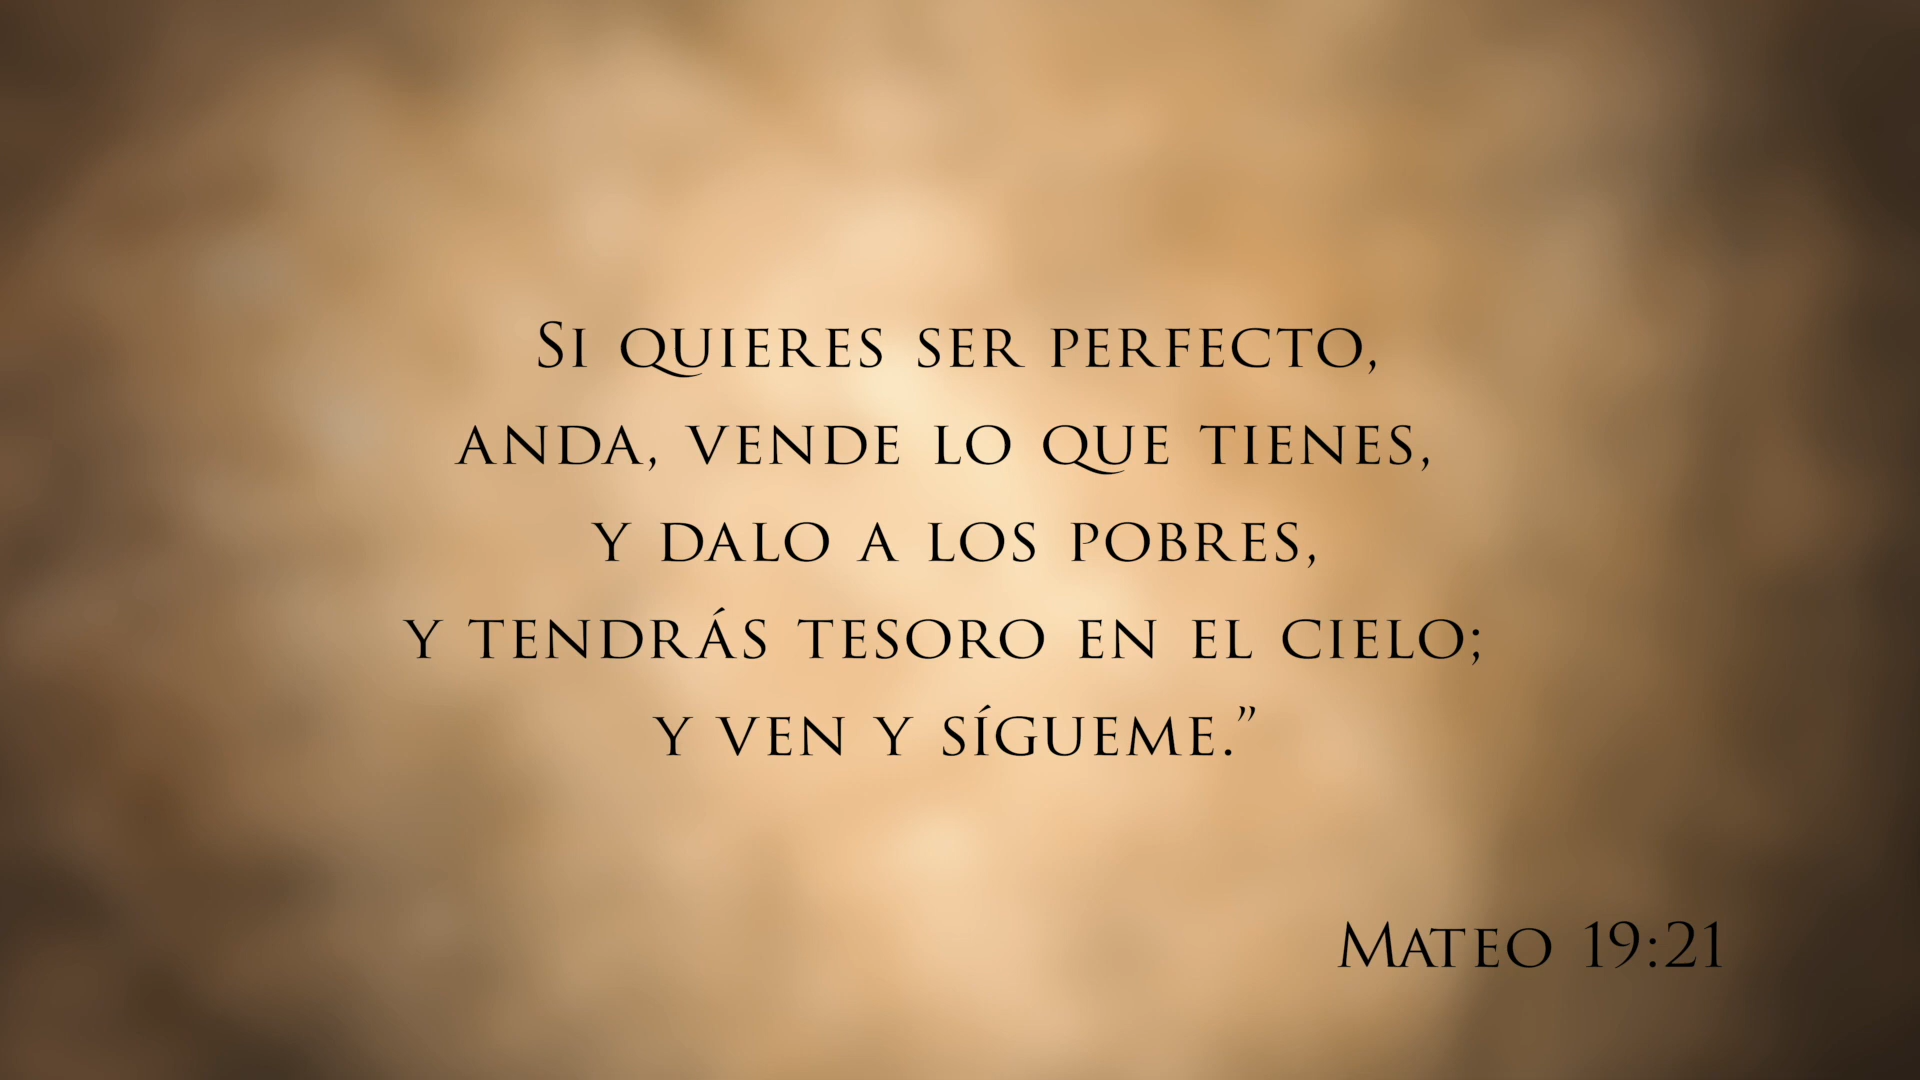 Si quieres ser perfecto,
anda, vende lo que tienes,
y dalo a los pobres,
y tendrás tesoro en el cielo;
y ven y sígueme.”
Mateo 19:21